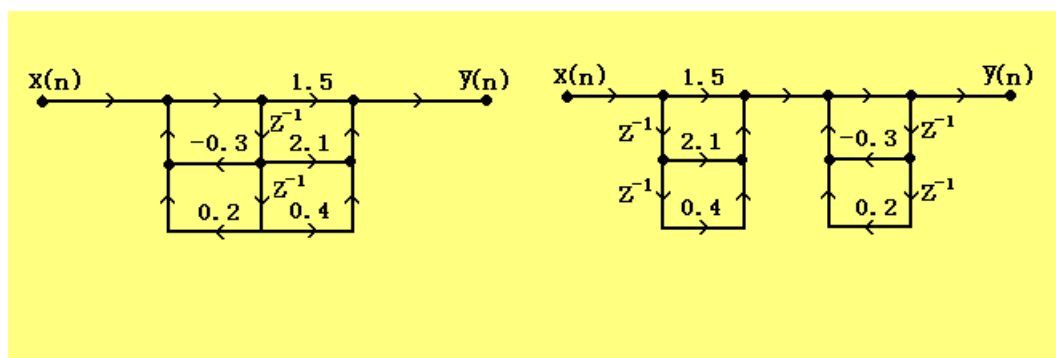 x(n) 1.5 y(n)
Z⁻¹
-0.3 2.1
Z⁻¹
0.2 0.4
x(n) 1.5 y(n)
Z⁻¹ -0.3 Z⁻¹
2.1
Z⁻¹ Z⁻¹
0.4 0.2